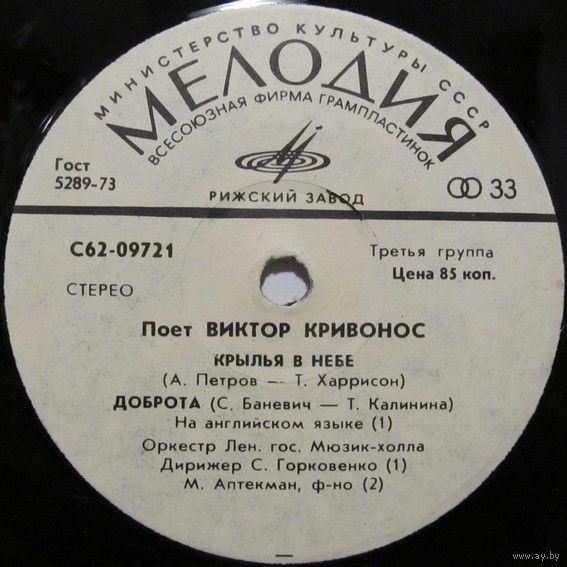 МИНИСТЕРСТВО КУЛЬТУРЫ СССР
МЕЛОДИЯ
ВСЕСОЮЗНАЯ ФИРМА ГРАМПЛАСТИНОК
Гост
5289-73
РИЖСКИЙ ЗАВОД
33
С62-09721
Третья группа
Цена 85 коп.
СТЕРЕО
Поет ВИКТОР КРИВОНОС
КРЫЛЬЯ В НЕБЕ
(А. Петров — Т. Харрисон)
ДОБРОТА (С. Баневич — Т. Калинина)
На английском языке (1)
Оркестр Лен. гос. Мюзик-холла
Дирижер С. Горковенко (1)
М. Аптекман, ф-но (2)
www.ay.by